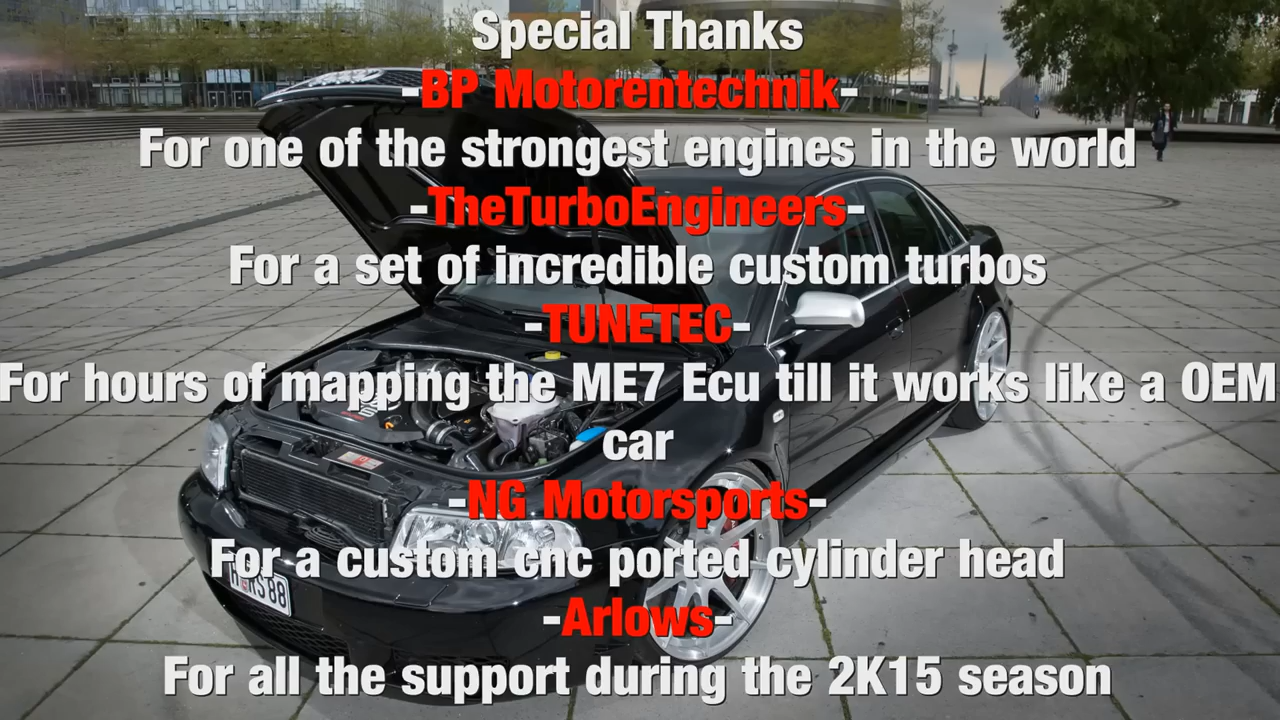 Special Thanks
-BP Motorentechnik-
For one of the strongest engines in the world
-TheTurboEngineers-
For a set of incredible custom turbos
-TUNETEC-
For hours of mapping the ME7 Ecu till it works like a OEM
car
-NG Motorsports-
For a custom cnc ported cylinder head
-Arlows-
For all the support during the 2K15 season